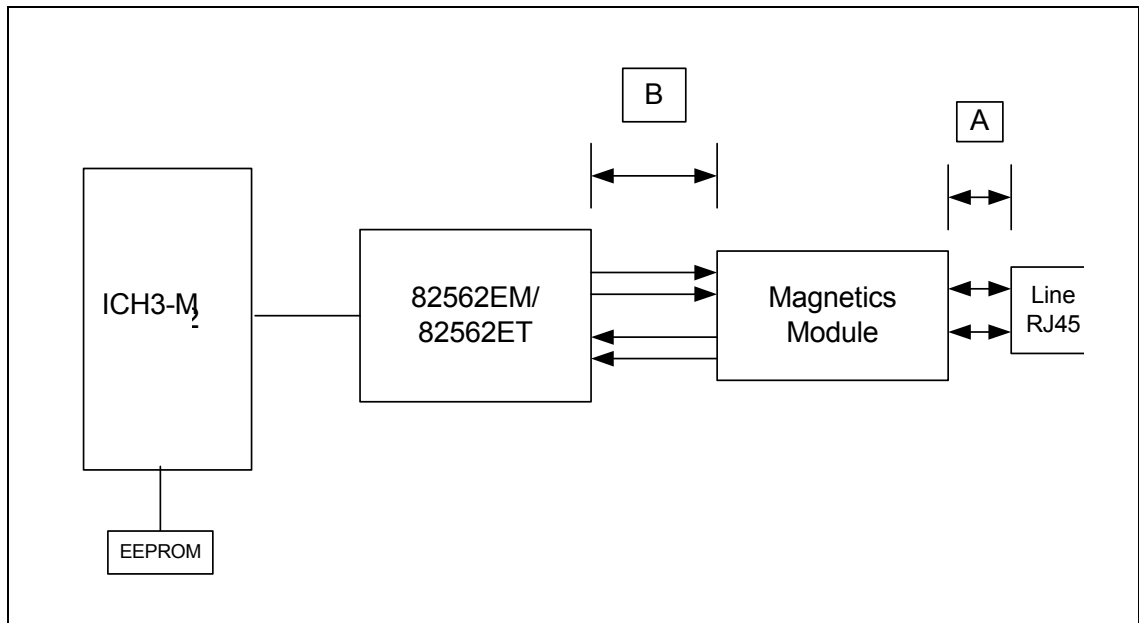 B
A
ICH3-M
82562EM/
82562ET
Magnetics
Module
Line
RJ45
EEPROM